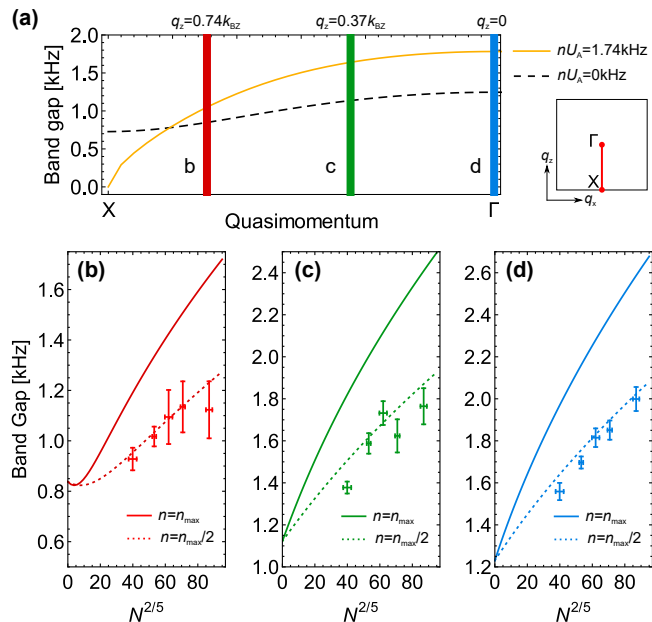 (a)
q_z=0.74k_BZ
q_z=0.37k_BZ
q_z=0
Band gap [kHz]
2.0
1.5
1.0
0.5
0.0
b
c
d
X
Quasimomentum
Γ
nU_A=1.74kHz
nU_A=0kHz
q_z
Γ
X
q_x
Band Gap [kHz]
(b)
1.6
1.4
1.2
1.0
0.8
0.6
n=n_max
n=n_max/2
0 20 40 60 80
N^2/5
(c)
2.4
2.2
2.0
1.8
1.6
1.4
1.2
1.0
n=n_max
n=n_max/2
0 20 40 60 80
N^2/5
(d)
2.6
2.4
2.2
2.0
1.8
1.6
1.4
1.2
n=n_max
n=n_max/2
0 20 40 60 80
N^2/5